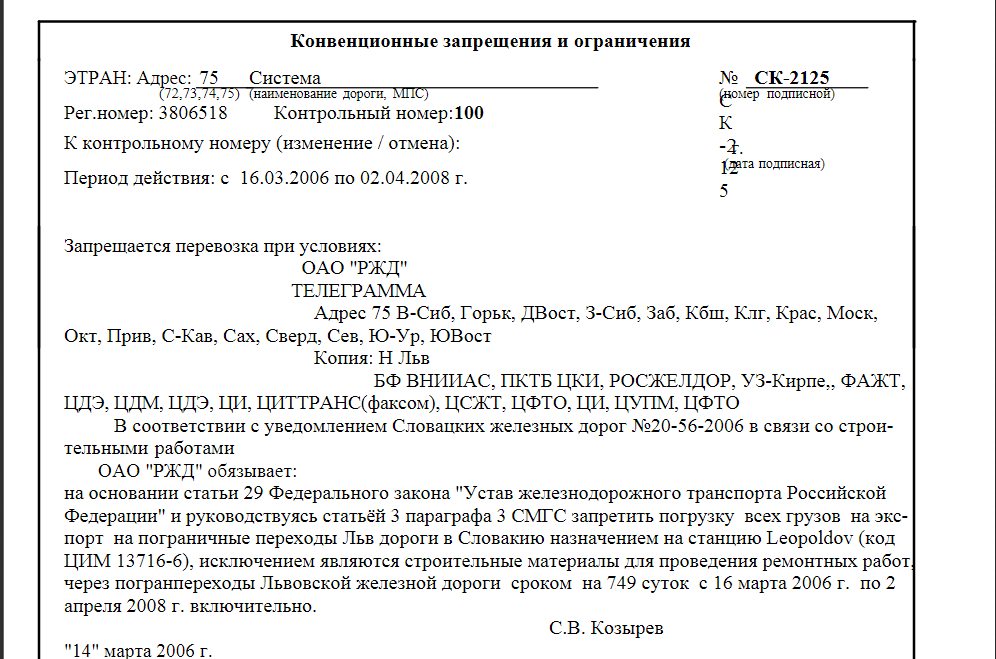 Конвенционные запрещения и ограничения
ЭТРАН: Адрес: 75 Система № СК-2125
(72,73,74,75) (наименование дороги, МПС) (номер подписной)
С
Рег.номер: 3806518 Контрольный номер:100
К
К контрольному номеру (изменение / отмена):
-2 г.
(дата подписная)
12
Период действия: с 16.03.2006 по 02.04.2008 г.
5
Запрещается перевозка при условиях:
ОАО "РЖД"
ТЕЛЕГРАММА
Адрес 75 В-Сиб, Горьк, ДВост, З-Сиб, Заб, Кбш, Клг, Крас, Моск,
Окт, Прив, С-Кав, Сах, Сверд, Сев, Ю-Ур, ЮВост
Копия: Н Льв
БФ ВНИИАС, ПКТБ ЦКИ, РОСЖЕЛДОР, УЗ-Кирпе,, ФАЖТ,
ЦДЭ, ЦДМ, ЦДЭ, ЦИ, ЦИТТРАНС(факсом), ЦСЖТ, ЦФТО, ЦИ, ЦУПМ, ЦФТО
В соответствии с уведомлением Словацких железных дорог №20-56-2006 в связи со строи-
тельными работами
ОАО "РЖД" обязывает:
на основании статьи 29 Федерального закона "Устав железнодорожного транспорта Российской
Федерации" и руководствуясь статьёй 3 параграфа 3 СМГС запретить погрузку всех грузов на экс-
порт на пограничные переходы Льв дороги в Словакию назначением на станцию Leopoldov (код
ЦИМ 13716-6), исключением являются строительные материалы для проведения ремонтных работ,
через погранпереходы Львовской железной дороги сроком на 749 суток с 16 марта 2006 г. по 2
апреля 2008 г. включительно.
С.В. Козырев
"14" марта 2006 г.